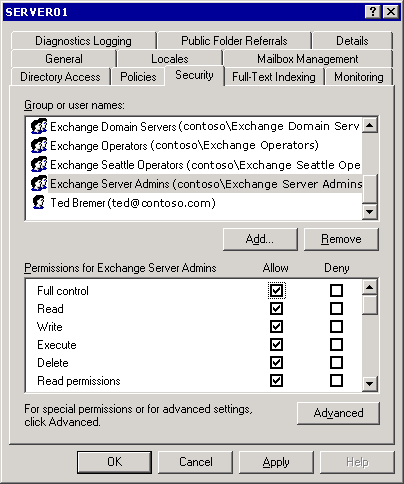 SERVER01
Diagnostics Logging Public Folder Referrals Details
General Locales Mailbox Management
Directory Access Policies Security Full-Text Indexing Monitoring
Group or user names:
Exchange Domain Servers (contoso\Exchange Domain Serv
Exchange Operators (contoso\Exchange Operators)
Exchange Seattle Operators (contoso\Exchange Seattle Ope
Exchange Server Admins (contoso\Exchange Server Admins
Ted Bremer (ted@contoso.com)
Add... Remove
Permissions for Exchange Server Admins Allow Deny
Full control
Read
Write
Execute
Delete
Read permissions
For special permissions or for advanced settings,
click Advanced.
Advanced
OK Cancel Apply Help